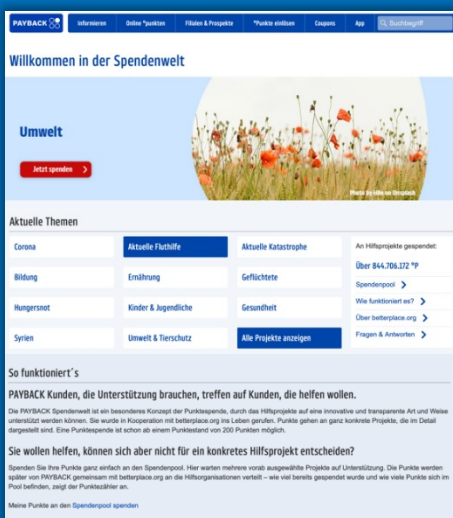 PAYBACK
Informieren
Online °punkten
Filialen & Prospekte
°Punkte einlösen
Coupons
App
Suchbegriff
Willkommen in der Spendenwelt
Umwelt
Jetzt spenden
Photo by Henry on Unsplash
Aktuelle Themen
Corona
Aktuelle Fluthilfe
Aktuelle Katastrophe
Bildung
Ernährung
Geflüchtete
Hungersnot
Kinder & Jugendliche
Gesundheit
Syrien
Umwelt & Tierschutz
Alle Projekte anzeigen
An Hilfsprojekte gespendet:
Über 844.706.172 °P
Spendenpool
Wie funktioniert es?
Über betterplace.org
Fragen & Antworten
So funktioniert´s
PAYBACK Kunden, die Unterstützung brauchen, treffen auf Kunden, die helfen wollen.
Die PAYBACK Spendenwelt ist ein besonderes Konzept der Punktespende, durch das Hilfsprojekte auf eine innovative und transparente Art und Weise
unterstützt werden können. Sie wurde in Kooperation mit betterplace.org ins Leben gerufen. Punkte gehen an ganz konkrete Projekte, die im Detail
dargestellt sind. Eine Punktespende ist schon ab einem Punktestand von 200 Punkten möglich.
Sie wollen helfen, können sich aber nicht für ein konkretes Hilfsprojekt entscheiden?
Spenden Sie Ihre Punkte ganz einfach an den Spendenpool. Hier warten mehrere vorab ausgewählte Projekte auf Unterstützung. Die Punkte werden
später von PAYBACK gemeinsam mit betterplace.org an die Hilfsorganisationen verteilt – wie viel bereits gespendet wurde und wie viele Punkte sich im
Pool befinden, zeigt der Punktezähler an.
Meine Punkte an den Spendenpool spenden